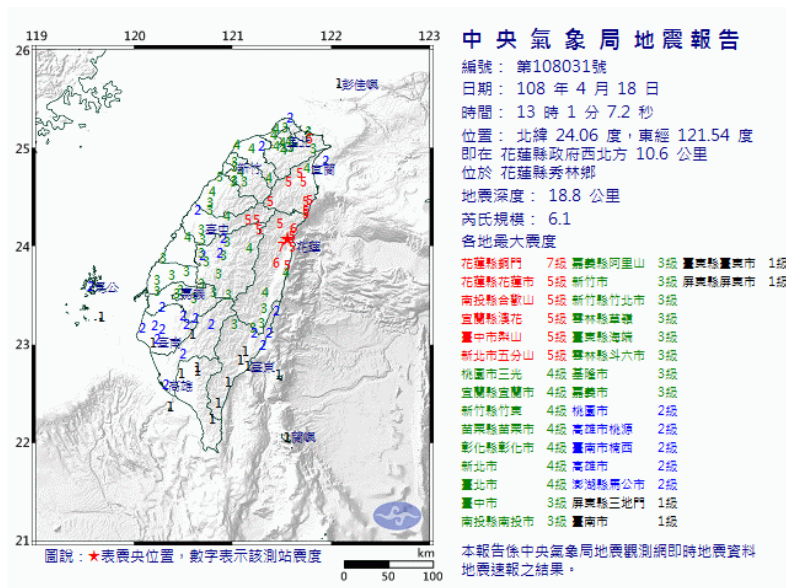 中央氣象局地震報告
編號： 第108031號
日期： 108 年 4 月 18 日
時間： 13 時 1 分 7.2 秒
位置： 北緯 24.06 度，東經 121.54 度
即在 花蓮縣政府西北方 10.6 公里
位於 花蓮縣秀林鄉
地震深度： 18.8 公里
芮氏規模： 6.1
各地最大震度
花蓮縣銅門 7級 嘉義縣阿里山 3級 臺東縣臺東市 1級
花蓮縣花蓮市 5級 新竹市 3級 屏東縣屏東市 1級
南投縣合歡山 5級 新竹縣竹北市 3級
宜蘭縣澳花 5級 雲林縣草嶺 3級
臺中市梨山 5級 臺東縣海端 3級
新北市五分山 5級 雲林縣斗六市 3級
桃園市三光 4級 基隆市 3級
宜蘭縣宜蘭市 4級 嘉義市 3級
新竹縣竹東 4級 桃園市 2級
苗栗縣苗栗市 4級 高雄市桃源 2級
彰化縣彰化市 4級 臺南市楠西 2級
新北市 4級 高雄市 2級
臺北市 4級 澎湖縣馬公市 2級
臺中市 3級 屏東縣三地門 1級
南投縣南投市 3級 臺南市 1級
本報告係中央氣象局地震觀測網即時地震資料
地震速報之結果。
119 120 121 122 123
26
25
24
23
22
21
彭佳嶼
臺北
新竹
宜蘭
臺中
花蓮
馬公
嘉義
臺南
臺東
高雄
蘭嶼
圖說：★表震央位置，數字表示該測站震度
km
0 50 100